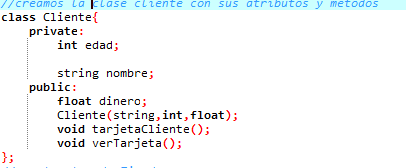 //creamos la clase cliente con sus atributos y metodos
class Cliente{
private:
int edad;
string nombre;
public:
float dinero;
Cliente(string,int,float);
void tarjetaCliente();
void verTarjeta();
};